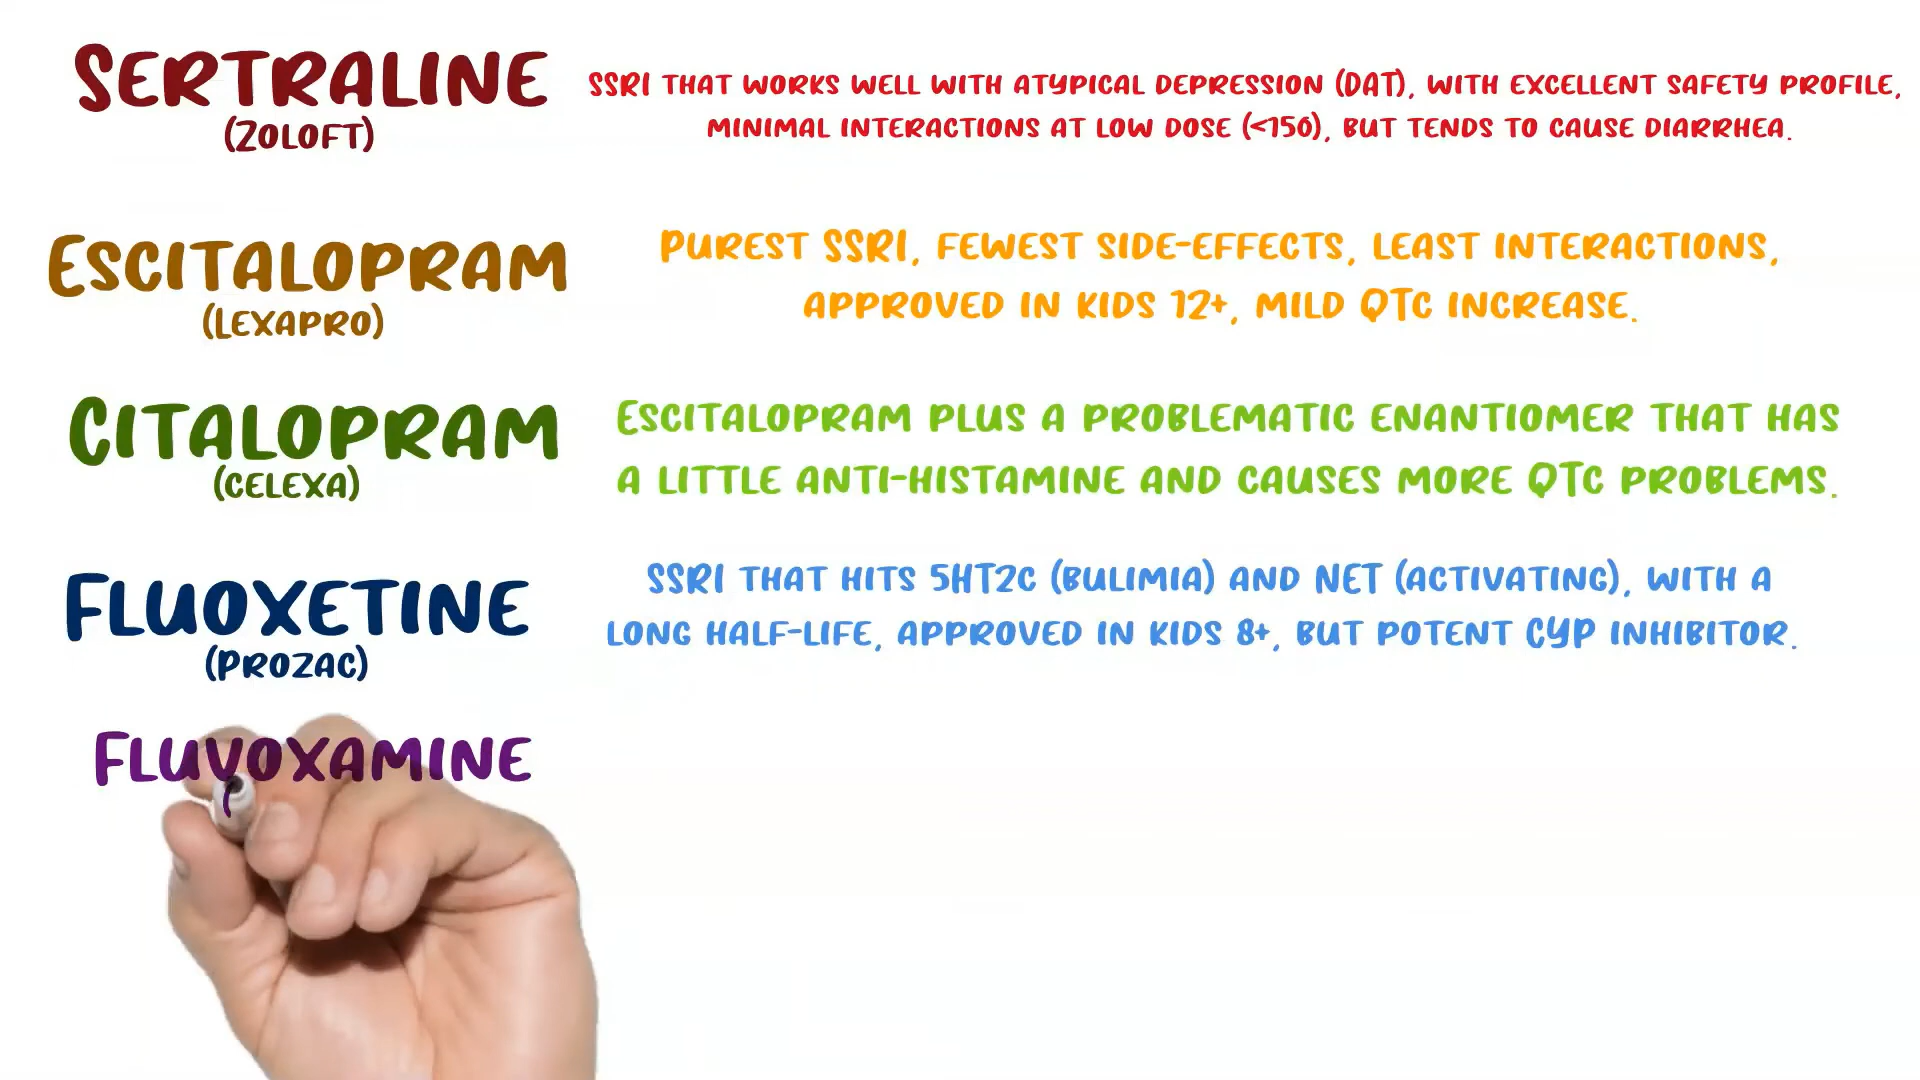 SERTRALINE
(ZOLOFT)
SSRI THAT WORKS WELL WITH ATYPICAL DEPRESSION (DAT), WITH EXCELLENT SAFETY PROFILE,
MINIMAL INTERACTIONS AT LOW DOSE (<150), BUT TENDS TO CAUSE DIARRHEA.
ESCITALOPRAM
(LEXAPRO)
PUREST SSRI, FEWEST SIDE-EFFECTS, LEAST INTERACTIONS,
APPROVED IN KIDS 12+, MILD QTC INCREASE.
CITALOPRAM
(CELEXA)
ESCITALOPRAM PLUS A PROBLEMATIC ENANTIOMER THAT HAS
A LITTLE ANTI-HISTAMINE AND CAUSES MORE QTC PROBLEMS.
FLUOXETINE
(PROZAC)
SSRI THAT HITS 5HT2C (BULIMIA) AND NET (ACTIVATING), WITH A
LONG HALF-LIFE, APPROVED IN KIDS 8+, BUT POTENT CYP INHIBITOR.
FLUVOXAMINE
(